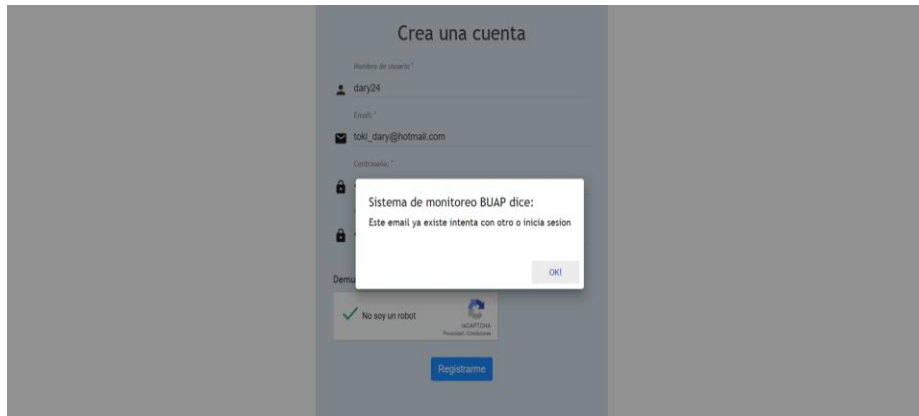 Crea una cuenta
Nombre de usuario *
dary24
Email: *
toki_dary@hotmail.com
Contraseña: *
Sistema de monitoreo BUAP dice:
Este email ya existe intenta con otro o inicia sesion
OK!
Demu
No soy un robot
reCAPTCHA
Privacidad - Condiciones
Registrarme